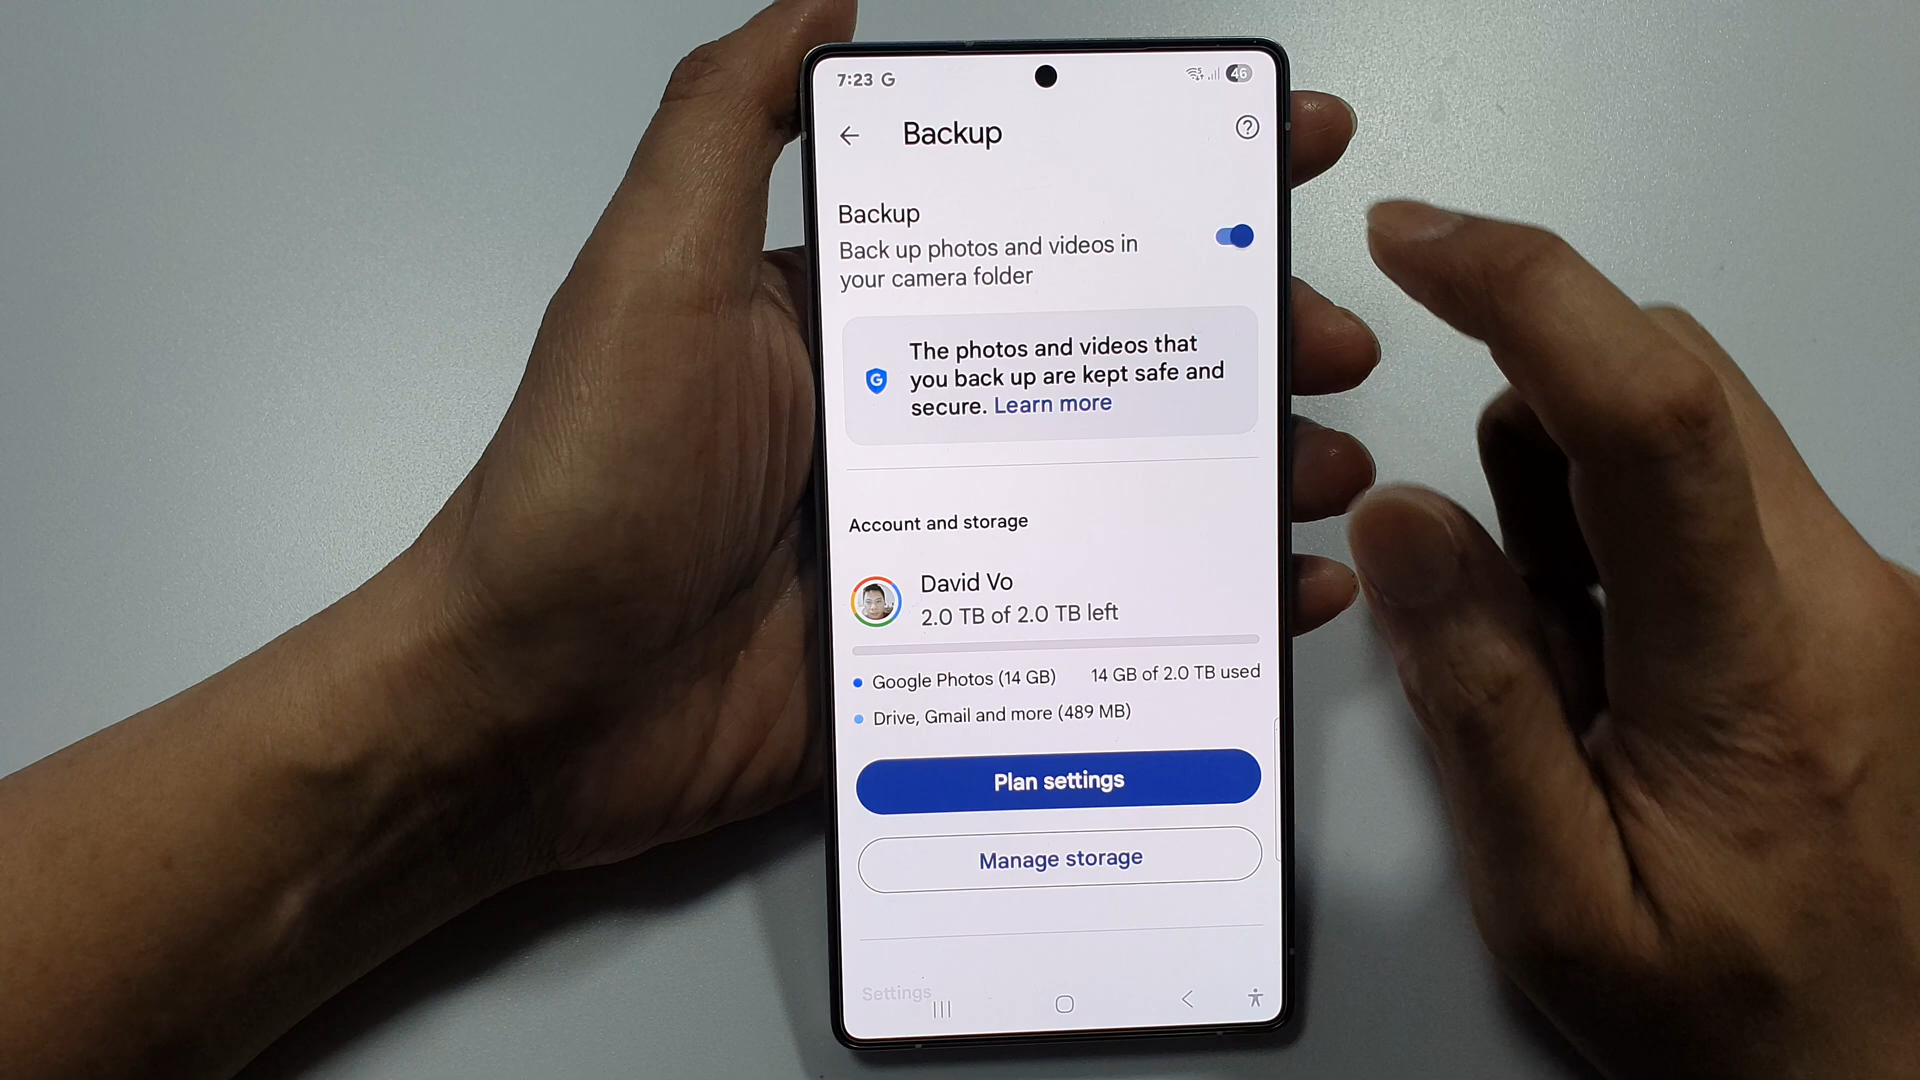 7:23 G
46
Backup
Backup
Back up photos and videos in
your camera folder
The photos and videos that
you back up are kept safe and
secure. Learn more
Account and storage
David Vo
2.0 TB of 2.0 TB left
Google Photos (14 GB) 14 GB of 2.0 TB used
Drive, Gmail and more (489 MB)
Plan settings
Manage storage
Settings